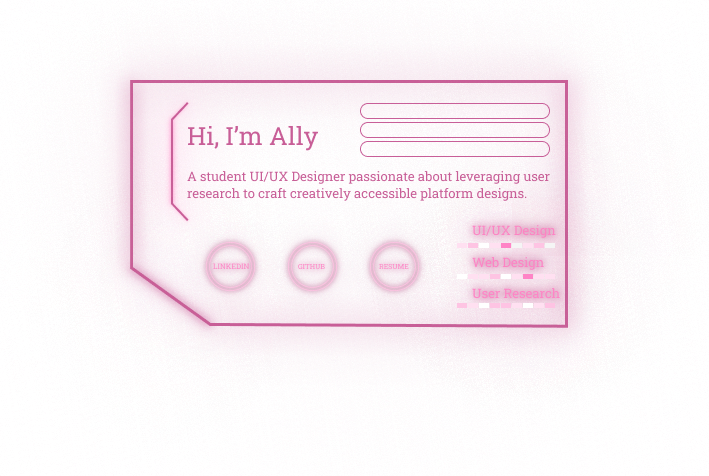 Hi, I’m Ally
A student UI/UX Designer passionate about leveraging user
research to craft creatively accessible platform designs.
UI/UX Design
Web Design
User Research
LINKEDIN
GITHUB
RESUME